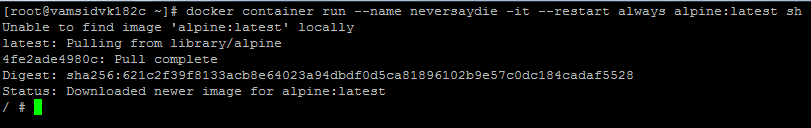 [root@vamsidvk182c ~]# docker container run --name neversaydie -it --restart always alpine:latest sh
Unable to find image 'alpine:latest' locally
latest: Pulling from library/alpine
4fe2ade4980c: Pull complete
Digest: sha256:621c2f39f8133acb8e64023a94dbdf0d5ca81896102b9e57c0dc184cadaf5528
Status: Downloaded newer image for alpine:latest
/ #